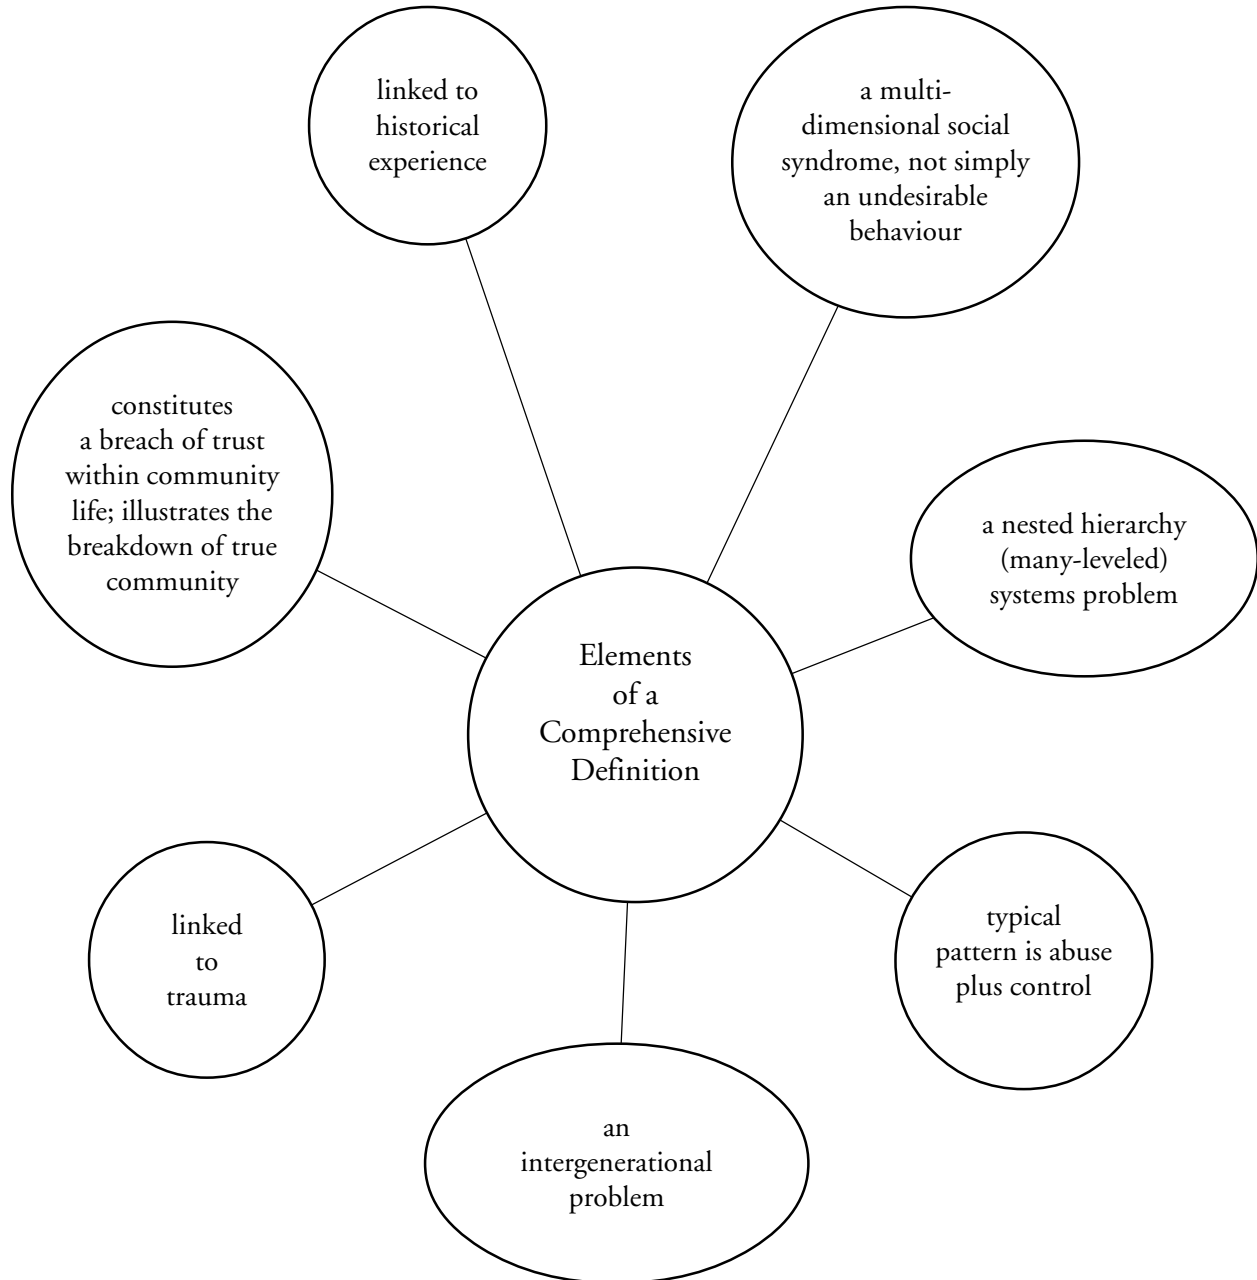 linked to
historical
experience
a multi-
dimensional social
syndrome, not simply
an undesirable
behaviour
constitutes
a breach of trust
within community
life; illustrates the
breakdown of true
community
a nested hierarchy
(many-leveled)
systems problem
Elements
of a
Comprehensive
Definition
linked
to
trauma
typical
pattern is abuse
plus control
an
intergenerational
problem